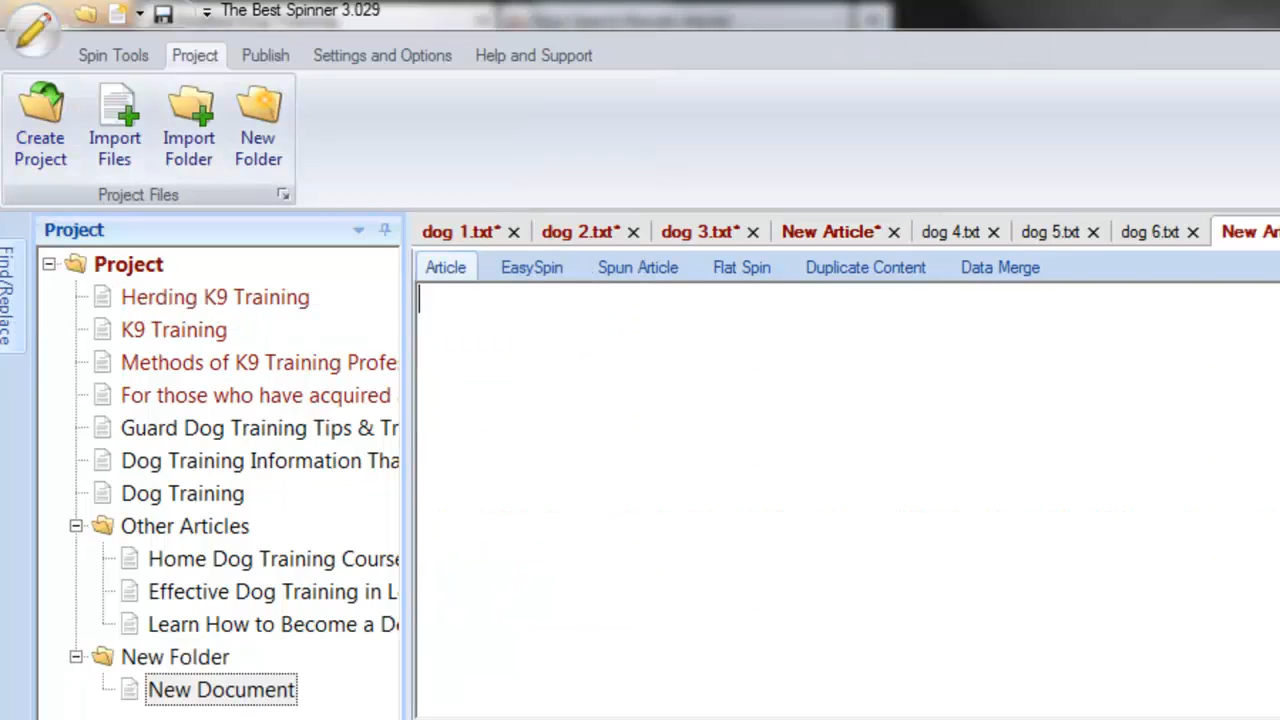 The Best Spinner 3.029
Spin Tools Project Publish Settings and Options Help and Support
Create Project
Import Files
Import Folder
New Folder
Project Files
Find/Replace
Project
dog 1.txt* dog 2.txt* dog 3.txt* New Article* dog 4.txt dog 5.txt dog 6.txt New Ar
Article EasySpin Spun Article Flat Spin Duplicate Content Data Merge
Project
Herding K9 Training
K9 Training
Methods of K9 Training Profe
For those who have acquired
Guard Dog Training Tips & Tr
Dog Training Information Tha
Dog Training
Other Articles
Home Dog Training Course
Effective Dog Training in L
Learn How to Become a D
New Folder
New Document